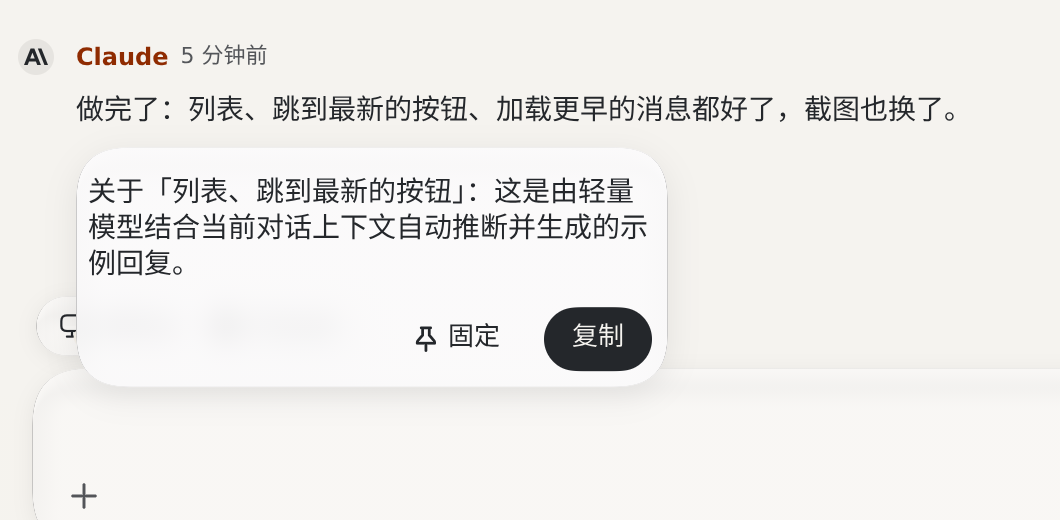 Claude 5 分钟前
做完了：列表、跳到最新的按钮、加载更早的消息都好了，截图也换了。
关于「列表、跳到最新的按钮」：这是由轻量
模型结合当前对话上下文自动推断并生成的示
例回复。
固定 复制